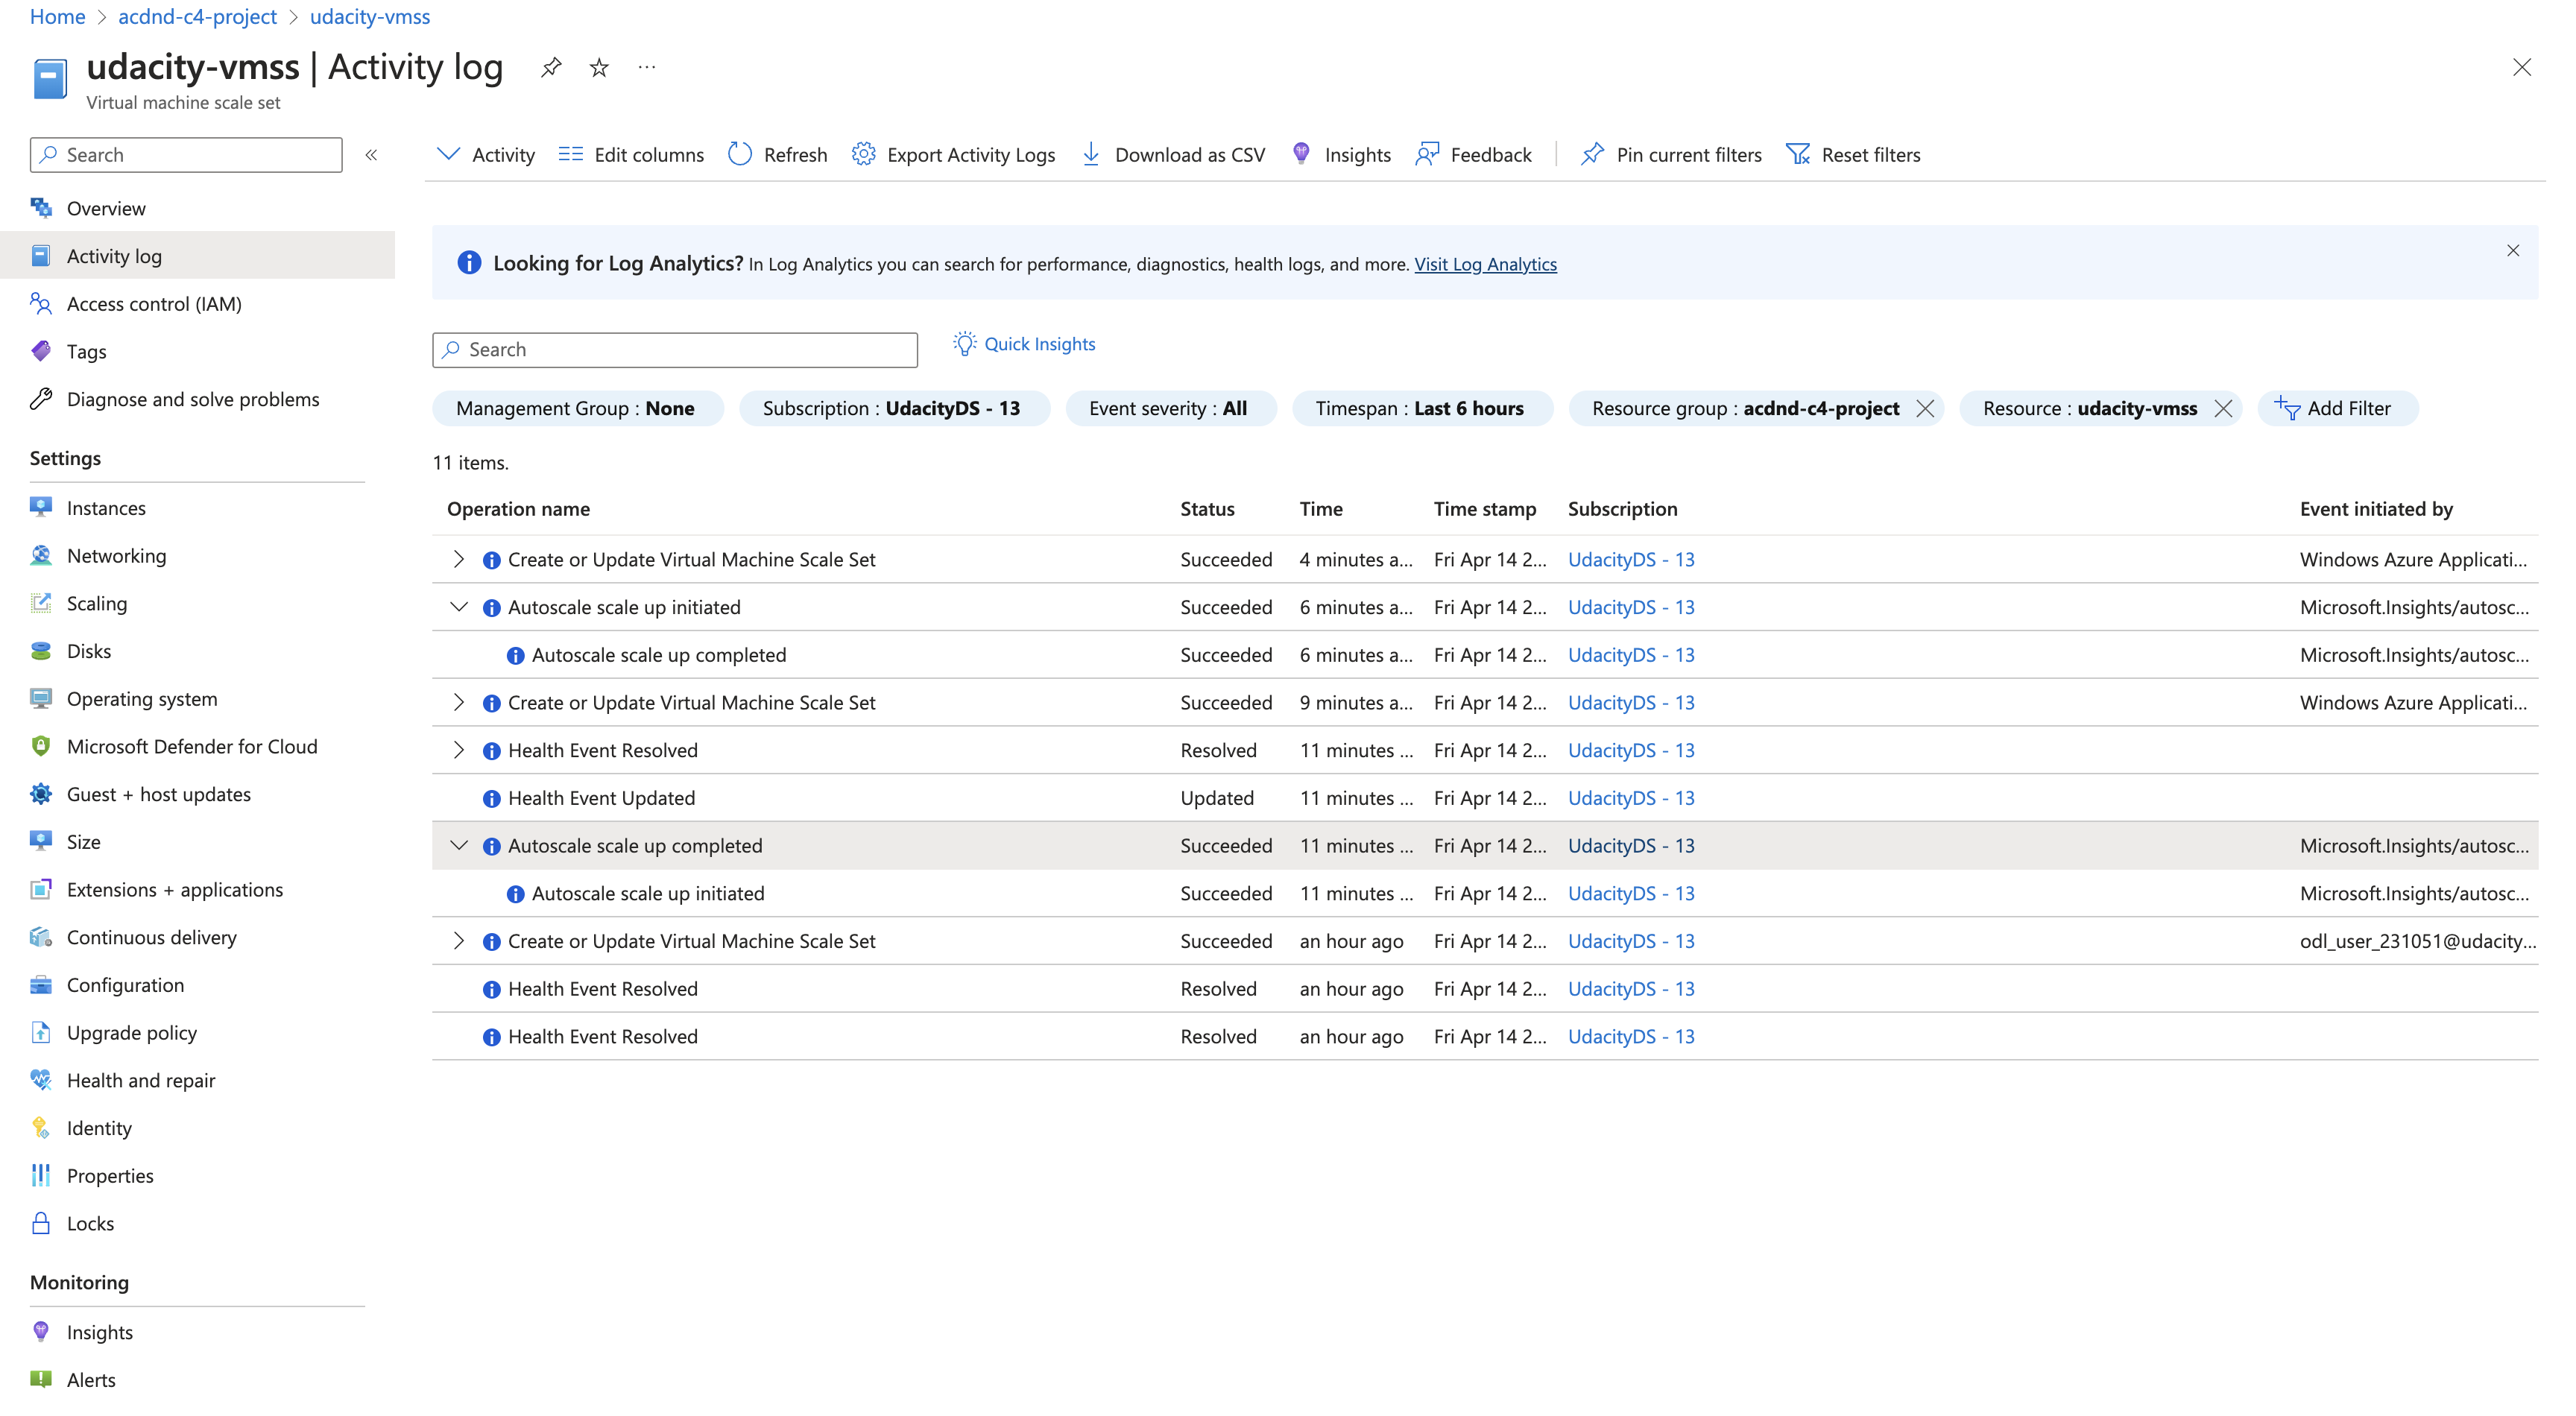 Home > acdnd-c4-project > udacity-vmss
udacity-vmss | Activity log
Virtual machine scale set
Search
Overview
Activity log
Access control (IAM)
Tags
Diagnose and solve problems
Settings
Instances
Networking
Scaling
Disks
Operating system
Microsoft Defender for Cloud
Guest + host updates
Size
Extensions + applications
Continuous delivery
Configuration
Upgrade policy
Health and repair
Identity
Properties
Locks
Monitoring
Insights
Alerts
Activity Edit columns Refresh Export Activity Logs Download as CSV Insights Feedback Pin current filters Reset filters
Looking for Log Analytics? In Log Analytics you can search for performance, diagnostics, health logs, and more. Visit Log Analytics
Search Quick Insights
Management Group : None Subscription : UdacityDS - 13 Event severity : All Timespan : Last 6 hours Resource group : acdnd-c4-project Resource : udacity-vmss Add Filter
11 items.
Operation name Status Time Time stamp Subscription Event initiated by
Create or Update Virtual Machine Scale Set Succeeded 4 minutes a... Fri Apr 14 2... UdacityDS - 13 Windows Azure Applicati...
Autoscale scale up initiated Succeeded 6 minutes a... Fri Apr 14 2... UdacityDS - 13 Microsoft.Insights/autosc...
Autoscale scale up completed Succeeded 6 minutes a... Fri Apr 14 2... UdacityDS - 13 Microsoft.Insights/autosc...
Create or Update Virtual Machine Scale Set Succeeded 9 minutes a... Fri Apr 14 2... UdacityDS - 13 Windows Azure Applicati...
Health Event Resolved Resolved 11 minutes ... Fri Apr 14 2... UdacityDS - 13
Health Event Updated Updated 11 minutes ... Fri Apr 14 2... UdacityDS - 13
Autoscale scale up completed Succeeded 11 minutes ... Fri Apr 14 2... UdacityDS - 13 Microsoft.Insights/autosc...
Autoscale scale up initiated Succeeded 11 minutes ... Fri Apr 14 2... UdacityDS - 13 Microsoft.Insights/autosc...
Create or Update Virtual Machine Scale Set Succeeded an hour ago Fri Apr 14 2... UdacityDS - 13 odl_user_231051@udacity...
Health Event Resolved Resolved an hour ago Fri Apr 14 2... UdacityDS - 13
Health Event Resolved Resolved an hour ago Fri Apr 14 2... UdacityDS - 13